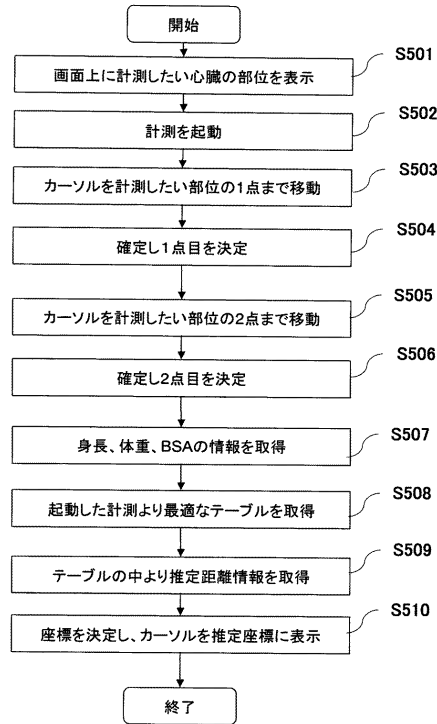 開始
S501
画面上に計測したい心臓の部位を表示
S502
計測を起動
S503
カーソルを計測したい部位の1点まで移動
S504
確定し1点目を決定
S505
カーソルを計測したい部位の2点まで移動
S506
確定し2点目を決定
S507
身長、体重、BSAの情報を取得
S508
起動した計測より最適なテーブルを取得
S509
テーブルの中より推定距離情報を取得
S510
座標を決定し、カーソルを推定座標に表示
終了